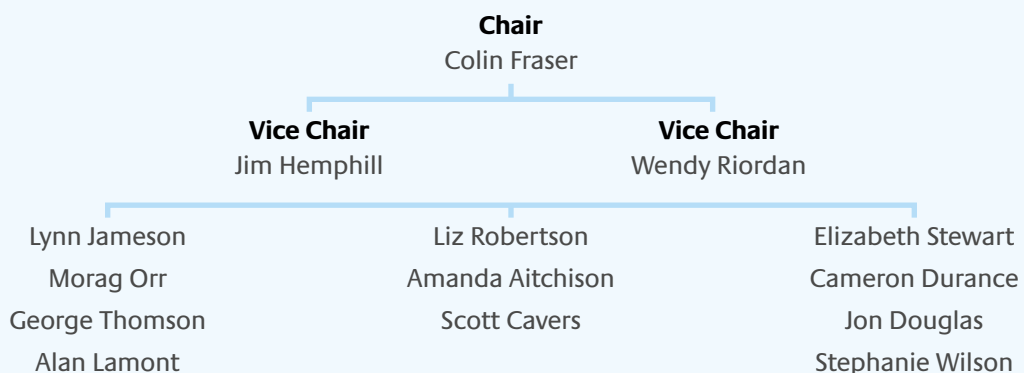 Chair
Colin Fraser
Vice Chair
Jim Hemphill
Vice Chair
Wendy Riordan
Lynn Jameson
Morag Orr
George Thomson
Alan Lamont
Liz Robertson
Amanda Aitchison
Scott Cavers
Elizabeth Stewart
Cameron Durance
Jon Douglas
Stephanie Wilson